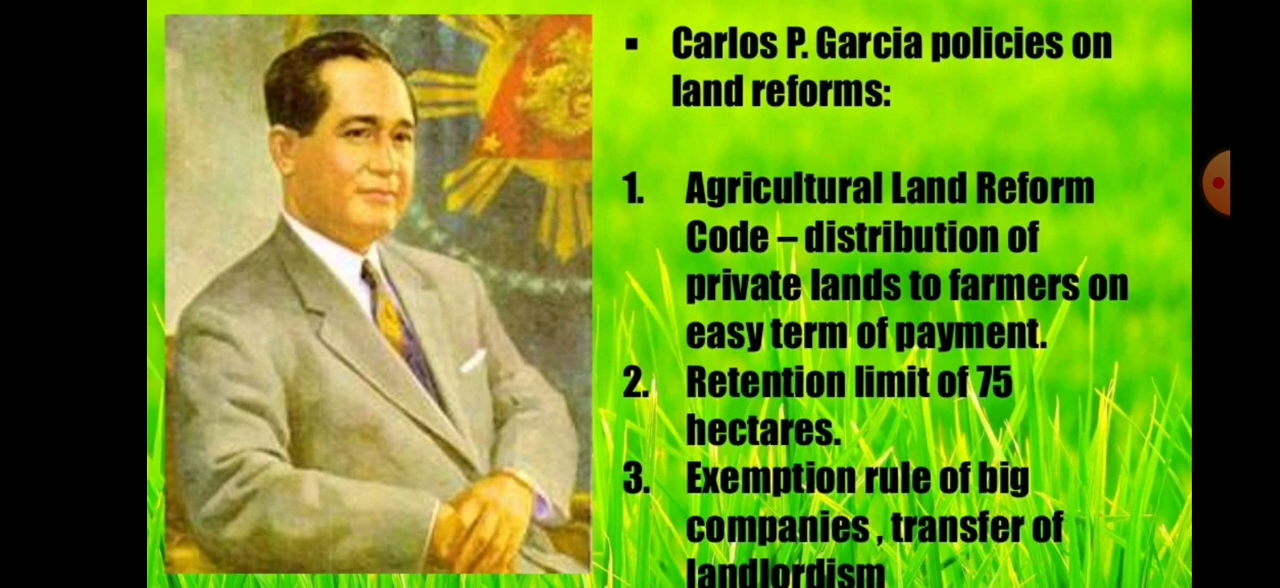 ▪ Carlos P. Garcia policies on
land reforms:
1. Agricultural Land Reform
Code – distribution of
private lands to farmers on
easy term of payment.
2. Retention limit of 75
hectares.
3. Exemption rule of big
companies , transfer of
landlordism